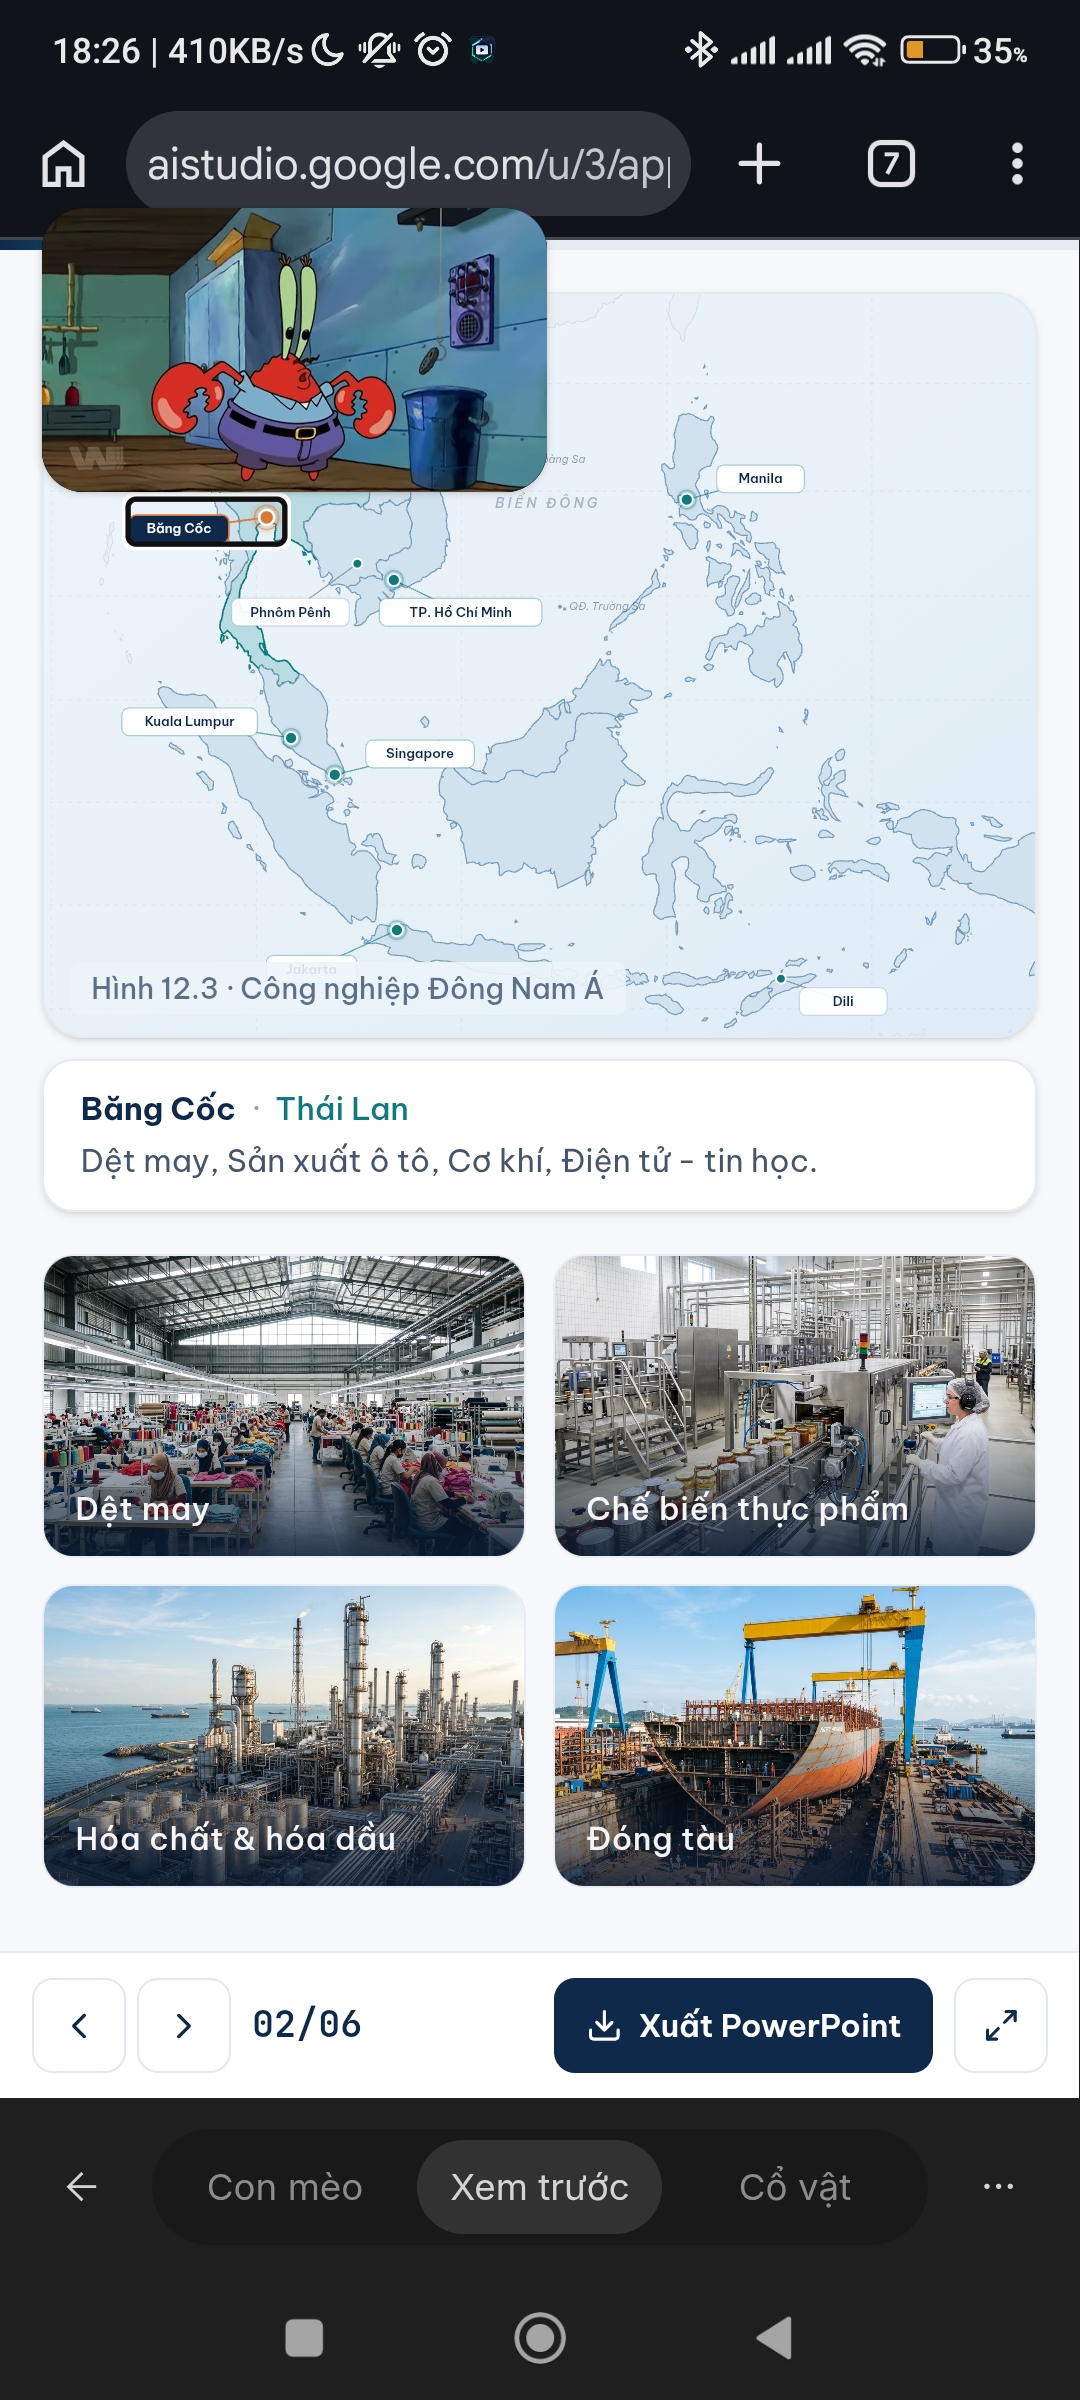 18:26 | 410KB/s
35%
aistudio.google.com/u/3/ap
7
BIỂN ĐÔNG
Manila
Băng Cốc
Phnôm Pênh
TP. Hồ Chí Minh
QĐ. Trường Sa
Kuala Lumpur
Singapore
Jakarta
Hình 12.3 · Công nghiệp Đông Nam Á
Dili
Băng Cốc · Thái Lan
Dệt may, Sản xuất ô tô, Cơ khí, Điện tử - tin học.
Dệt may
Chế biến thực phẩm
Hóa chất & hóa dầu
Đóng tàu
02/06
Xuất PowerPoint
Con mèo
Xem trước
Cổ vật